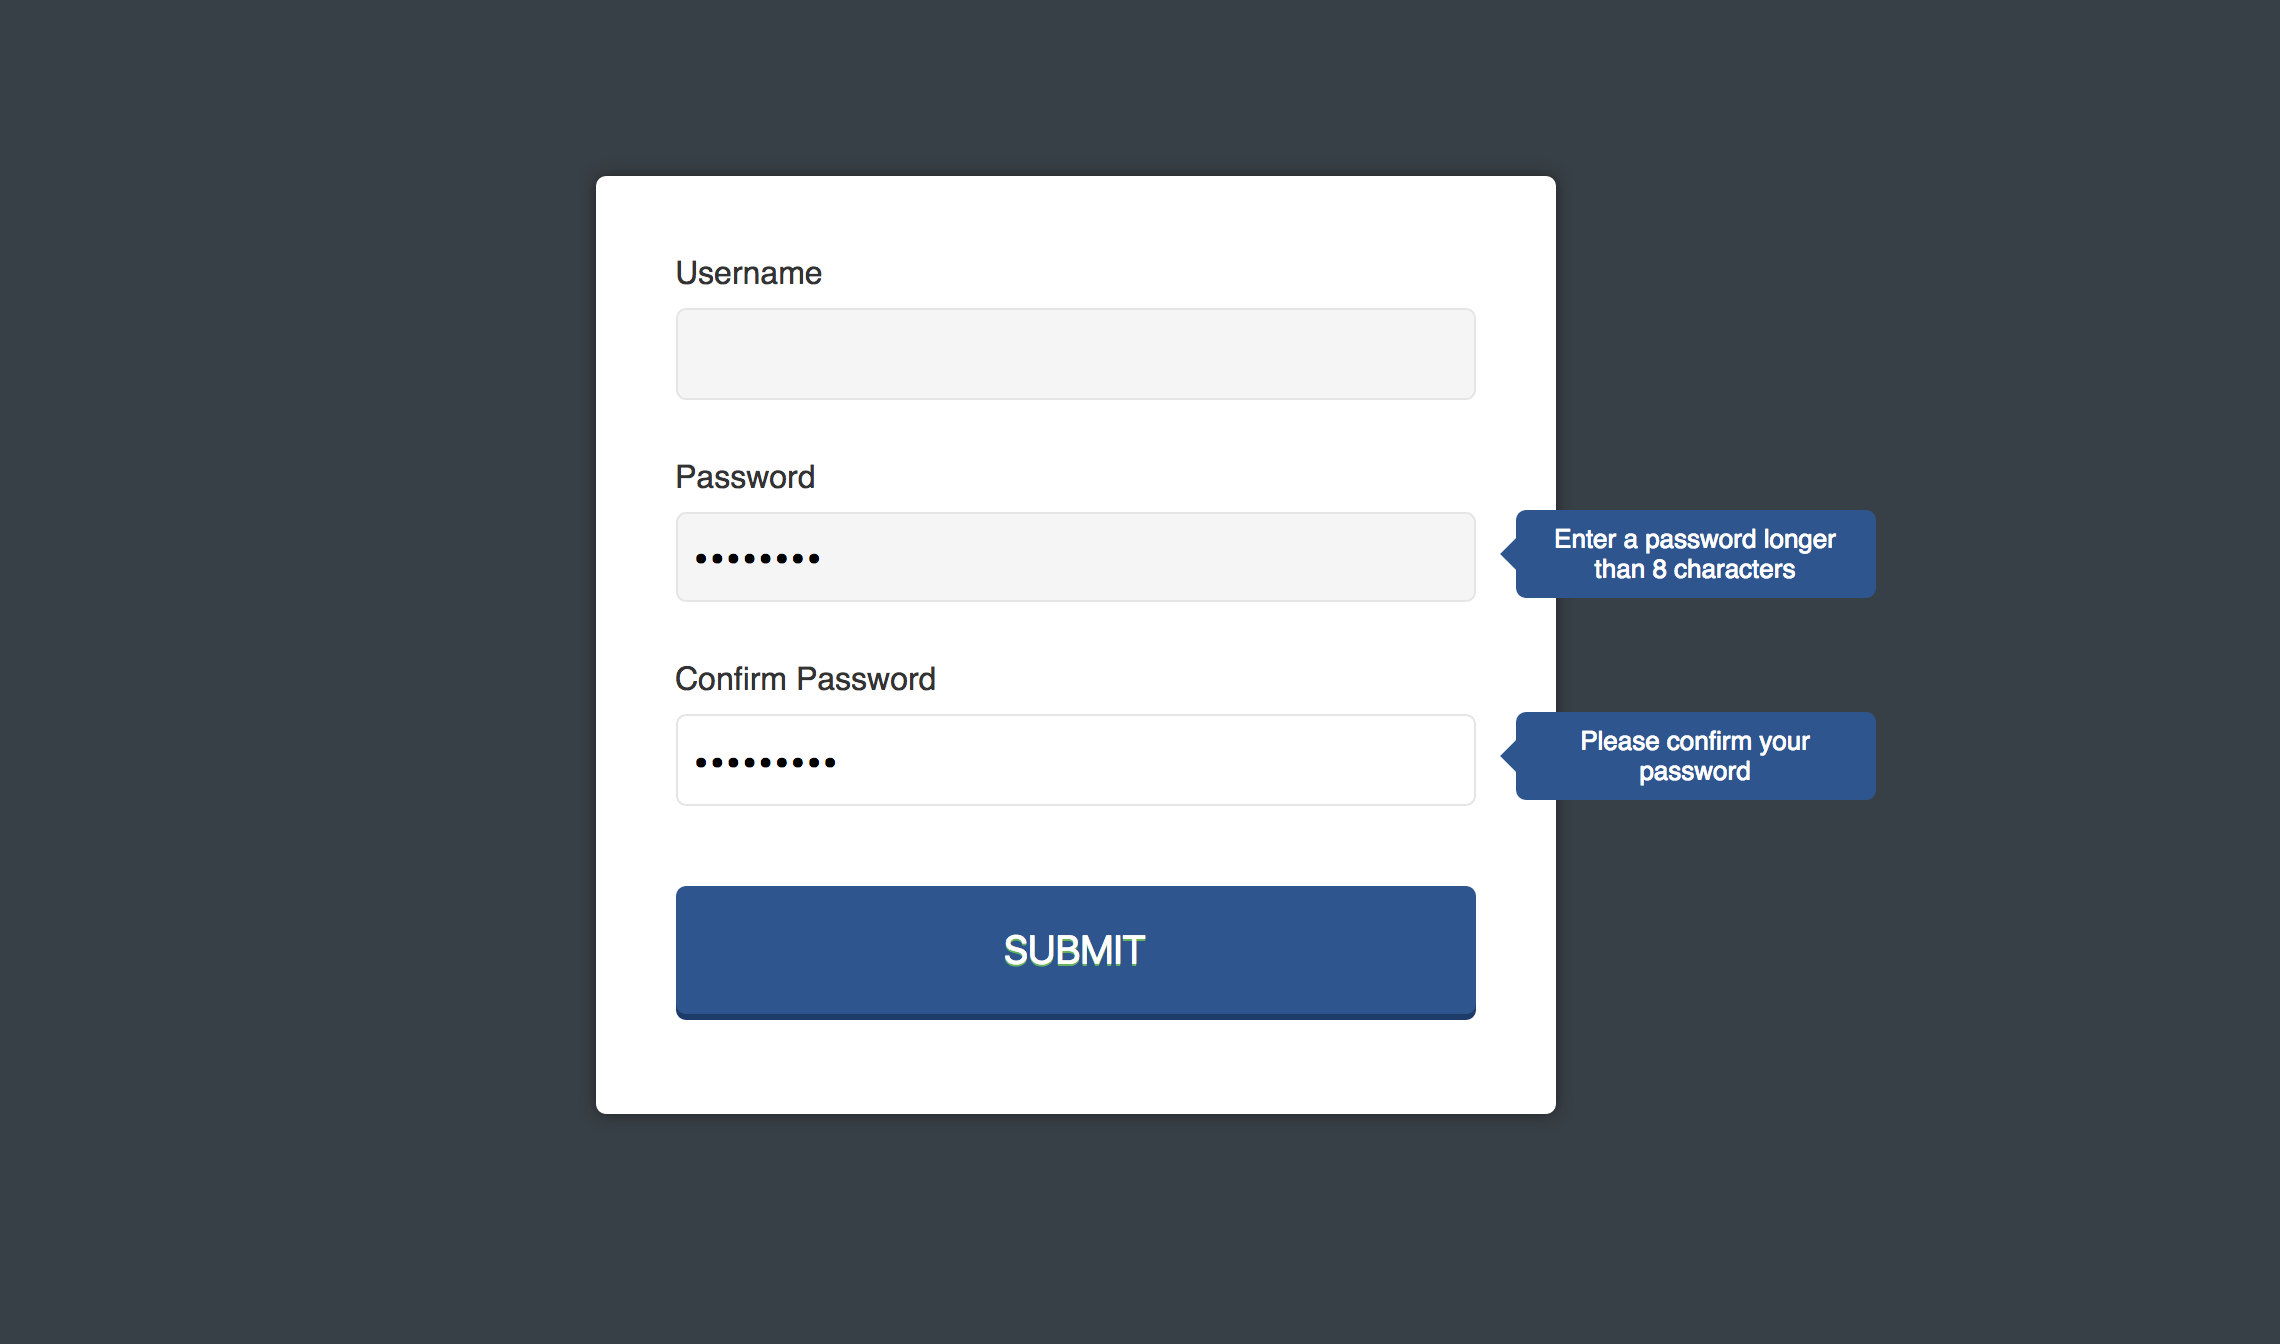 Username
Password
••••••••
Enter a password longer
than 8 characters
Confirm Password
•••••••••
Please confirm your
password
SUBMIT